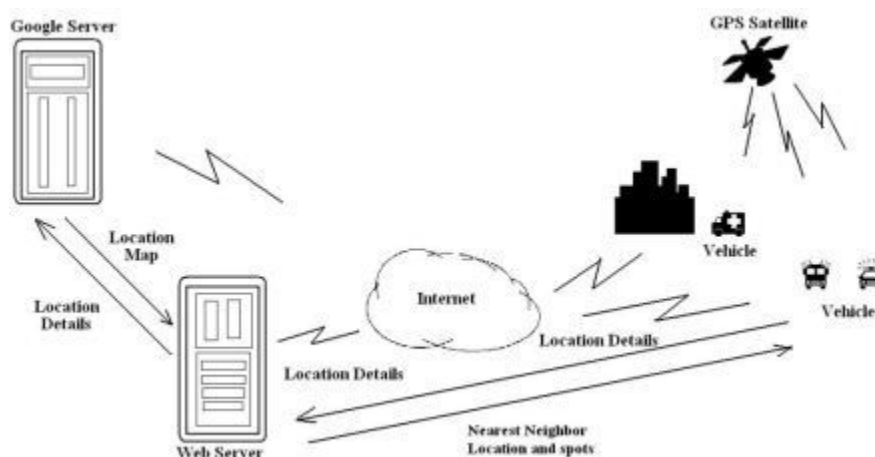 Google Server
GPS Satellite
Location
Map
Vehicle
Location
Details
Internet
Vehicle
Location Details
Location Details
Nearest Neighbor
Location and spots
Web Server